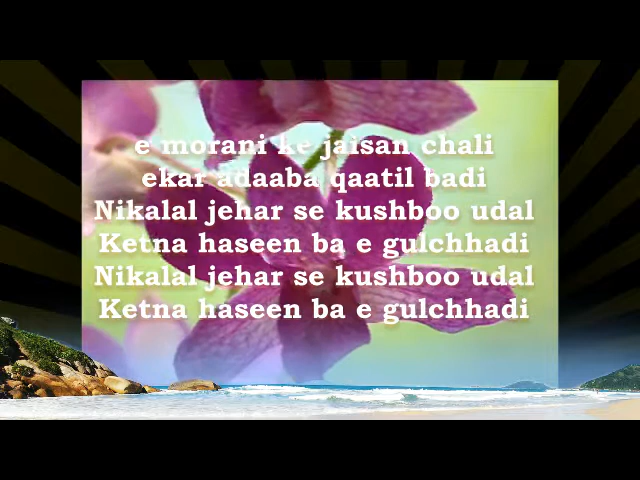 e morani ke jaisan chali
ekar adaaba qaatil badi
Nikalal jehar se kushboo udal
Ketna haseen ba e gulchhadi
Nikalal jehar se kushboo udal
Ketna haseen ba e gulchhadi